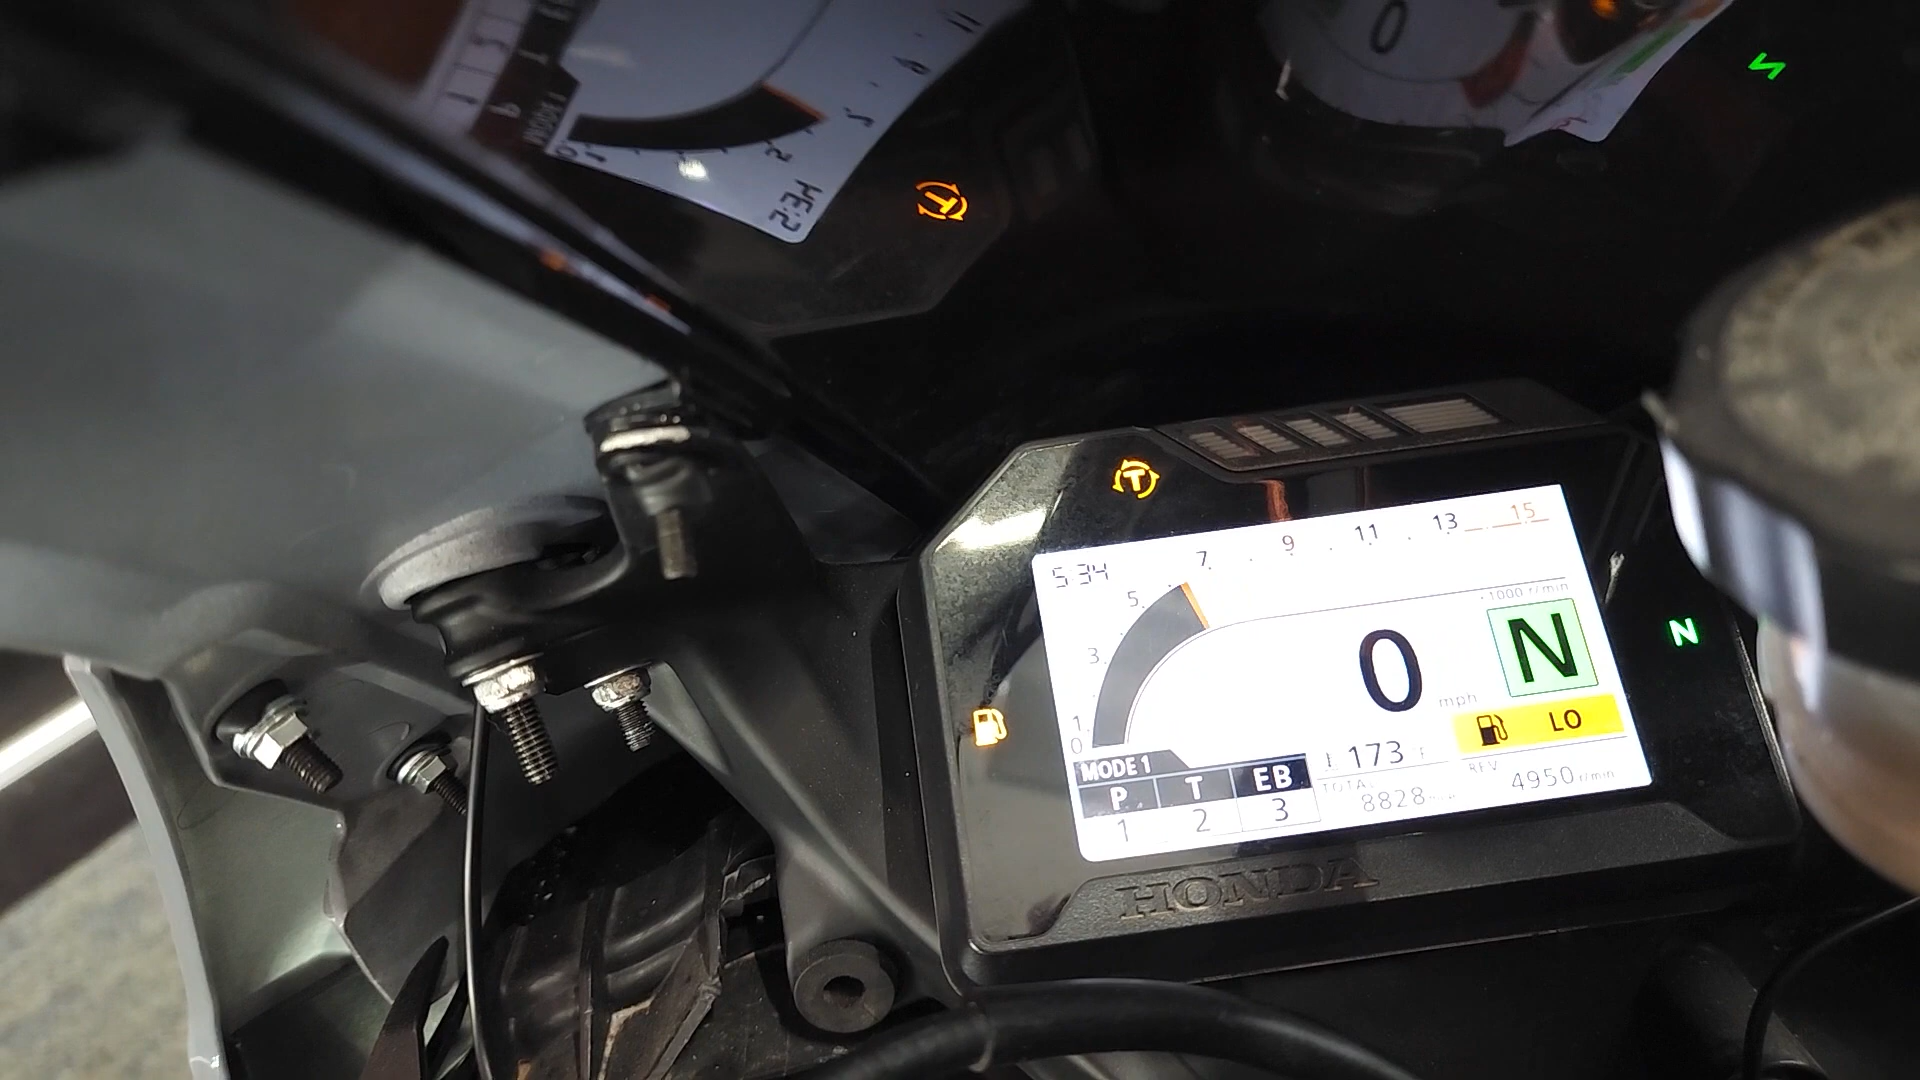 5:34
1 3 5 7 9 11 13 15
0
×1000 r/min
0 mph
N
N
LO
MODE 1
P T EB
1 2 3
173 °F
TOTAL
8828
REV
4950 r/min
HONDA